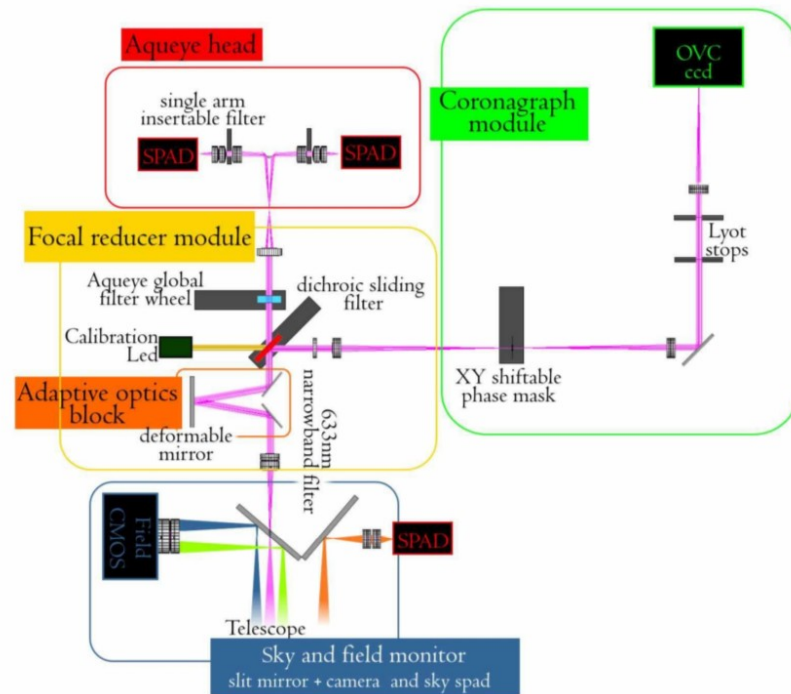 Aqueye head
OVC
ccd
single arm
insertable filter
Coronagraph
module
SPAD
SPAD
Focal reducer module
Lyot
stops
Aqueye global
filter wheel
dichroic sliding
filter
Calibration
Led
XY shiftable
phase mask
Adaptive optics
block
deformable
mirror
633nm
narrowband filter
Field
CMOS
SPAD
Telescope
Sky and field monitor
slit mirror + camera and sky spad